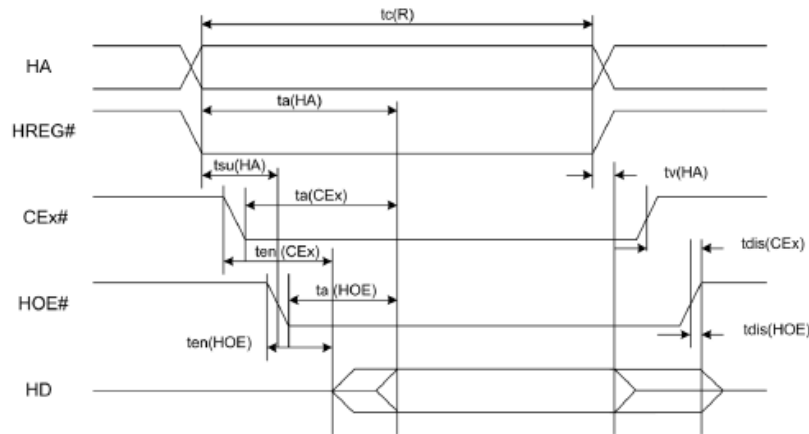 tc(R)
HA
ta(HA)
HREG#
tsu(HA)
tv(HA)
ta(CEx)
CEx#
ten (CEx)
tdis(CEx)
ta (HOE)
HOE#
ten(HOE)
tdis(HOE)
HD